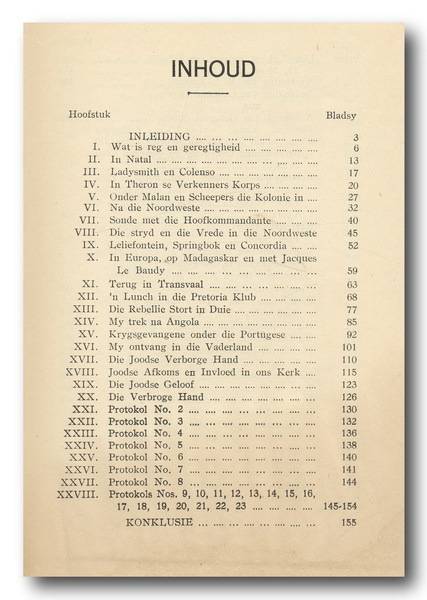 INHOUD
Hoofstuk Bladsy
INLEIDING .... ... ... .... .... .... .... .... 3
I. Wat is reg en geregtigheid .... .... .... .... .... 6
II. In Natal .... .... .... .... .... .... ... .... .... .... 13
III. Ladysmith en Colenso .... .... .... .... .... .... 17
IV. In Theron se Verkenners Korps .... .... .... .... 20
V. Onder Malan en Scheepers die Kolonie in .... .... 27
VI. Na die Noordweste .... .... .... .... .... .... .... 32
VII. Sonde met die Hoofkommandante .... .... .... 40
VIII. Die stryd en die Vrede in die Noordweste 45
IX. Leliefontein, Springbok en Concordia .... .... 52
X. In Europa, op Madagaskar en met Jacques
Le Baudy .... .... .... ... .... .... ... ... 59
XI. Terug in Transvaal .... .... ... .... .... .... .... 63
XII. 'n Lunch in die Pretoria Klub .... .... .... .... 68
XIII. Die Rebellie Stort in Duie .... .... .... .... .... 77
XIV. My trek na Angola .... .... .... .... .... .... .... 85
XV. Krygsgevangene onder die Portugese .... .... 92
XVI. My ontvang in die Vaderland .... .... .... .... 101
XVII. Die Joodse Verborge Hand .... .... .... .... .... 110
XVIII. Joodse Afkoms en Invloed in ons Kerk .... .... 115
XIX. Die Joodse Geloof .... .... .... .... .... .... .... 123
XX. Die Verbroge Hand .... .... .... .... .... .... .... 126
XXI. Protokol No. 2 .... .... .... .... .... .... .... .... 130
XXII. Protokol No. 3 .... .... .... .... .... .... .... .... 132
XXIII. Protokol No. 4 .... .... .... .... .... .... .... .... 136
XXIV. Protokol No. 5 .... .... .... .... .... .... .... .... 138
XXV. Protokol No. 6 .... .... .... .... .... .... .... .... 140
XXVI. Protokol No. 7 .... .... .... .... .... .... .... .... 141
XXVII. Protokol No. 8 .... .... .... .... .... .... .... .... 144
XXVIII. Protokols Nos. 9, 10, 11, 12, 13, 14, 15, 16,
17, 18, 19, 20, 21, 22, 23 .... .... .... .... .... 145-154
KONKLUSIE ... .... ... .... .... .... .... ... 155